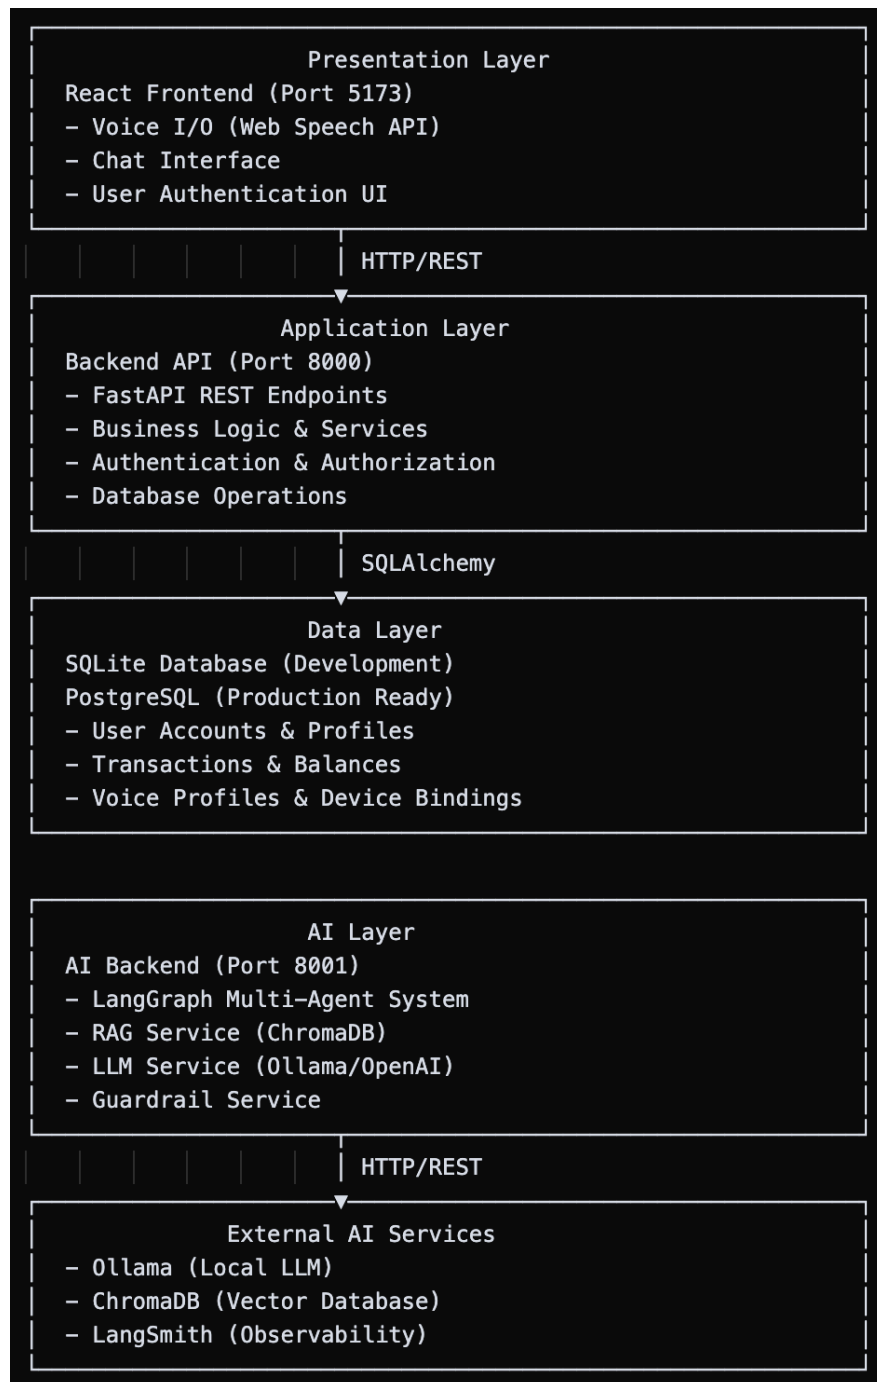 Presentation Layer
React Frontend (Port 5173)
- Voice I/O (Web Speech API)
- Chat Interface
- User Authentication UI
HTTP/REST
Application Layer
Backend API (Port 8000)
- FastAPI REST Endpoints
- Business Logic & Services
- Authentication & Authorization
- Database Operations
SQLAlchemy
Data Layer
SQLite Database (Development)
PostgreSQL (Production Ready)
- User Accounts & Profiles
- Transactions & Balances
- Voice Profiles & Device Bindings
AI Layer
AI Backend (Port 8001)
- LangGraph Multi-Agent System
- RAG Service (ChromaDB)
- LLM Service (Ollama/OpenAI)
- Guardrail Service
HTTP/REST
External AI Services
- Ollama (Local LLM)
- ChromaDB (Vector Database)
- LangSmith (Observability)